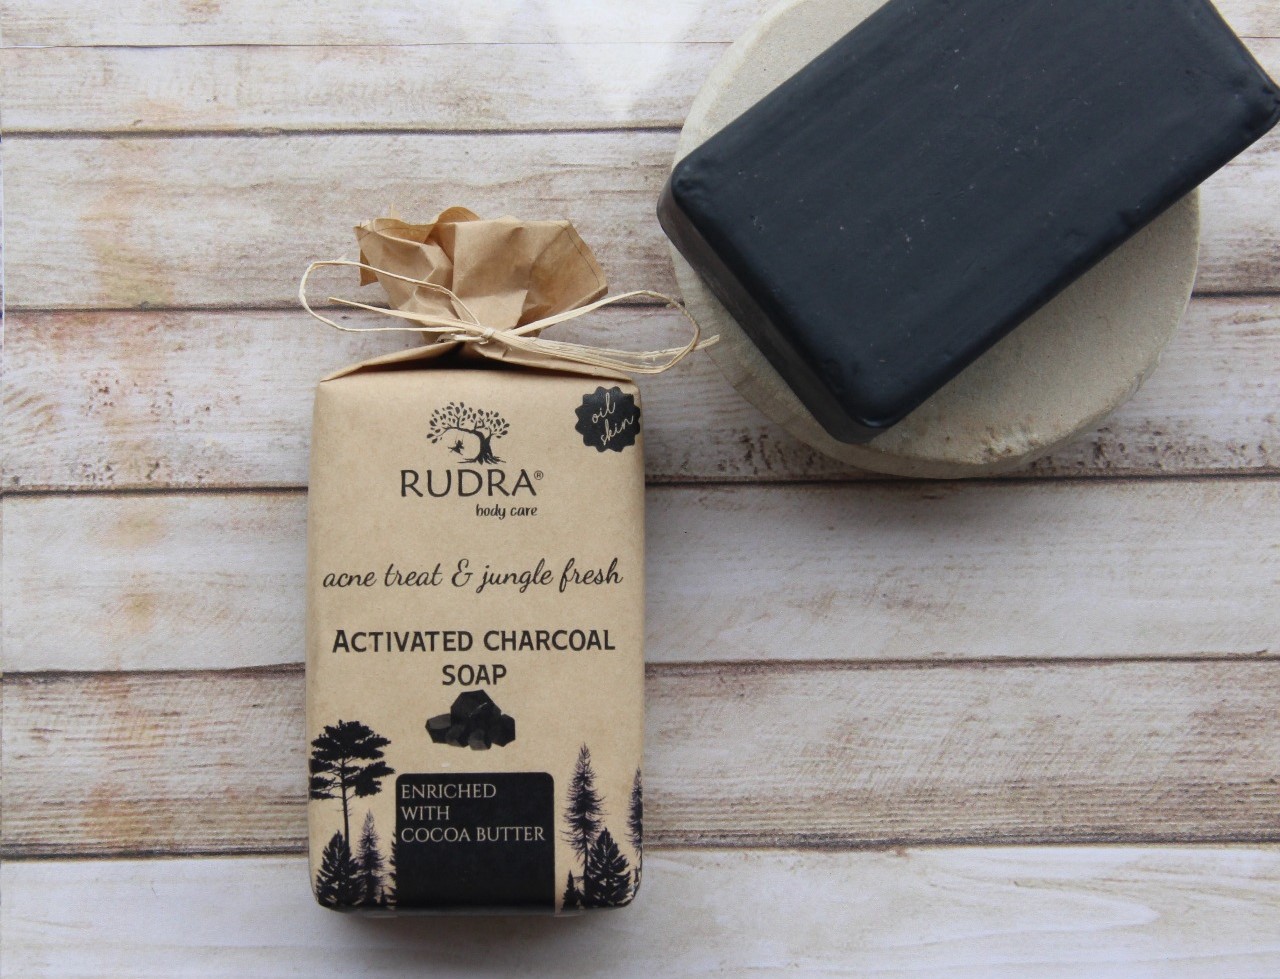 oil
skin
RUDRA®
body care
acne treat & jungle fresh
ACTIVATED CHARCOAL
SOAP
ENRICHED
WITH
COCOA BUTTER